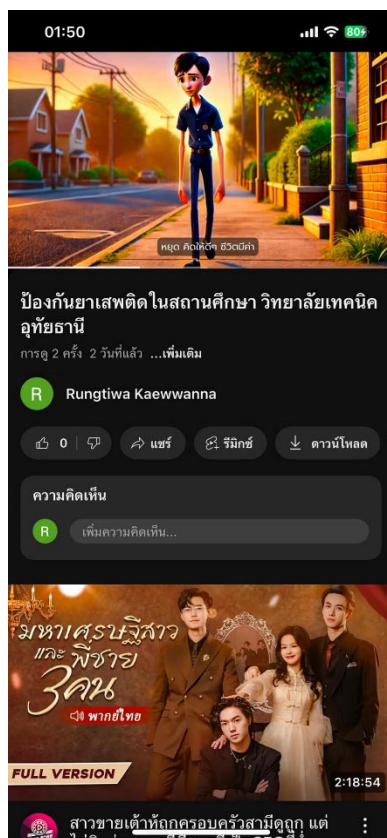 01:50
80
หยุด คิดให้ดีๆ ชีวิตมีค่า
ป้องกันยาเสพติดในสถานศึกษา วิทยาลัยเทคนิค
อุทัยธานี
การดู 2 ครั้ง 2 วันที่แล้ว ...เพิ่มเติม
R Rungtiwa Kaewwanna
0 แชร์ รีมิกซ์ ดาวน์โหลด
ความคิดเห็น
R เพิ่มความคิดเห็น...
มหาเศรษฐีสาว
และ พี่ชาย
3คน
พากย์ไทย
FULL VERSION
2:18:54
สาวขายเต้าหู้ถูกครอบครัวสามีดูถูก แต่